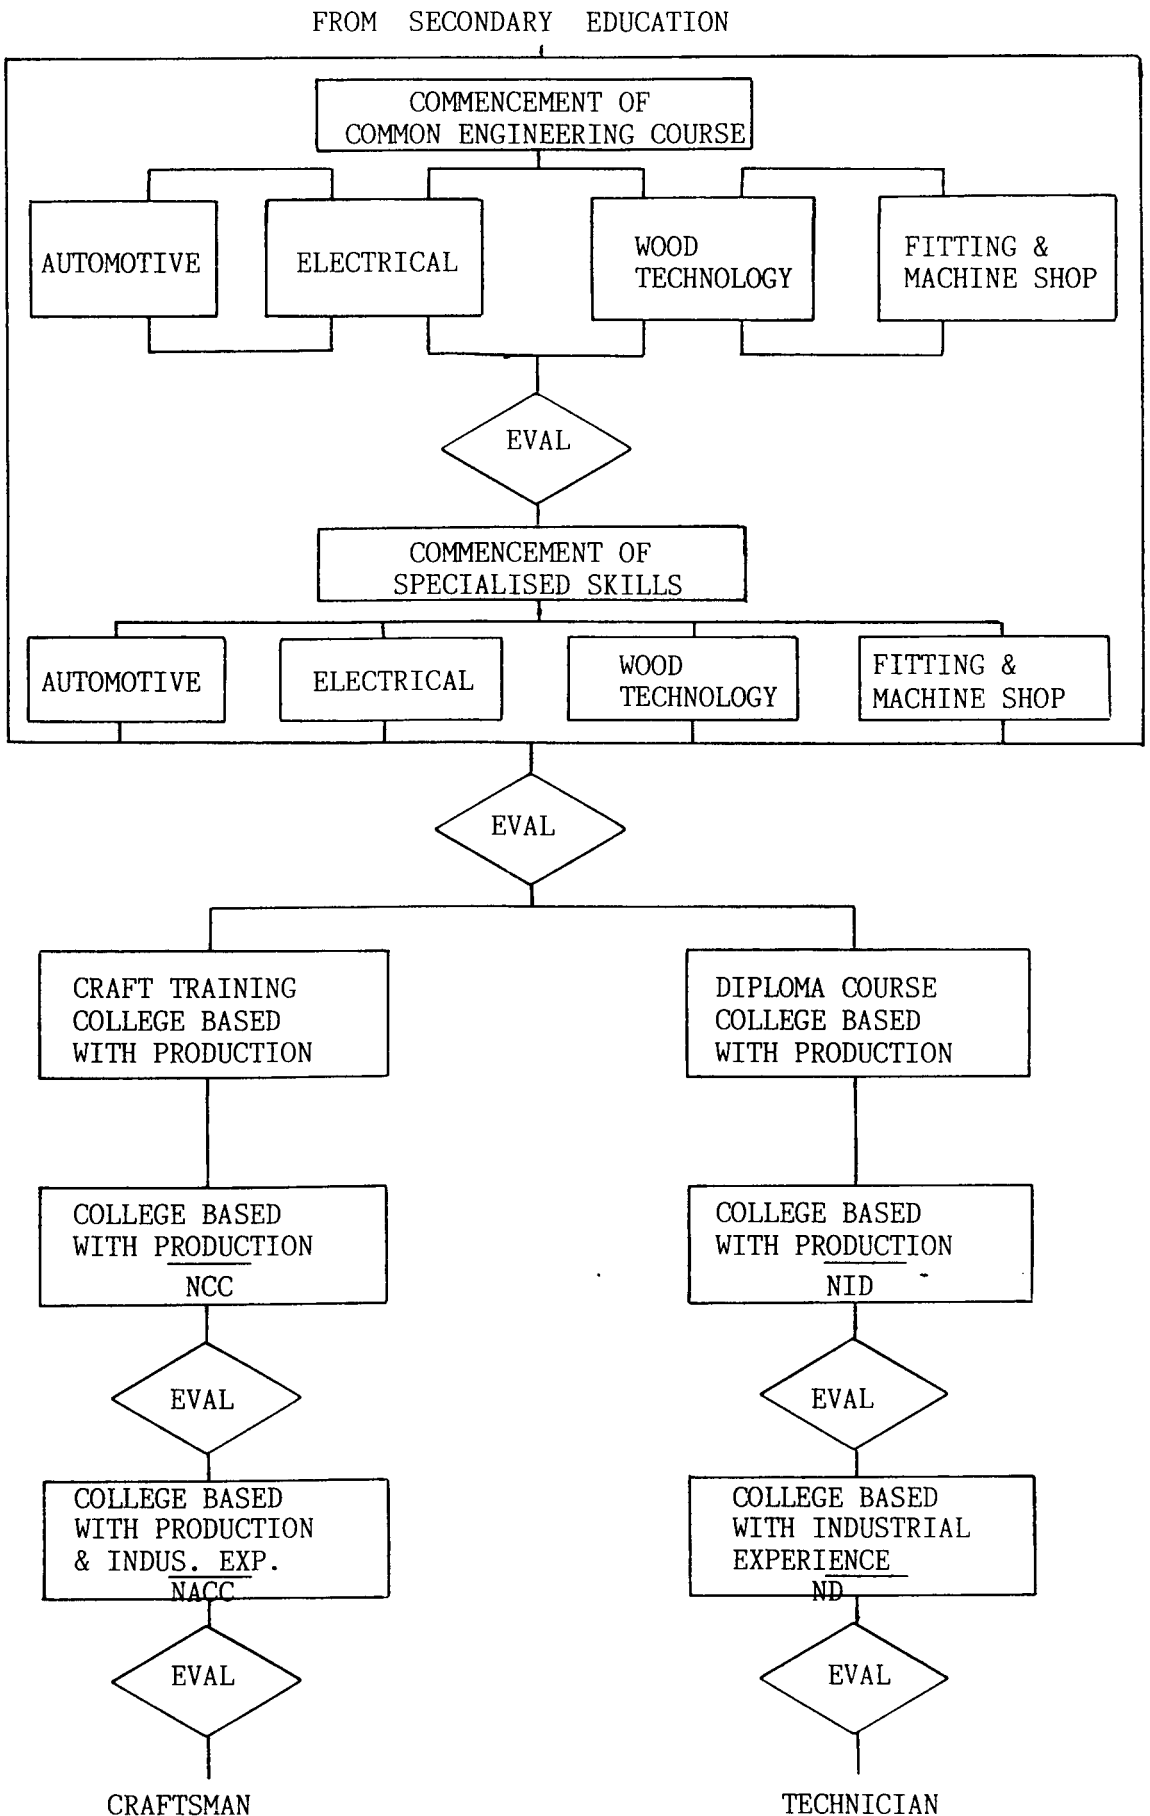 FROM SECONDARY EDUCATION
COMMENCEMENT OF
COMMON ENGINEERING COURSE
AUTOMOTIVE
ELECTRICAL
WOOD
TECHNOLOGY
FITTING &
MACHINE SHOP
EVAL
COMMENCEMENT OF
SPECIALISED SKILLS
AUTOMOTIVE
ELECTRICAL
WOOD
TECHNOLOGY
FITTING &
MACHINE SHOP
EVAL
CRAFT TRAINING
COLLEGE BASED
WITH PRODUCTION
DIPLOMA COURSE
COLLEGE BASED
WITH PRODUCTION
COLLEGE BASED
WITH PRODUCTION
NCC
COLLEGE BASED
WITH PRODUCTION
NID
EVAL
EVAL
COLLEGE BASED
WITH PRODUCTION
& INDUS. EXP.
NACC
COLLEGE BASED
WITH INDUSTRIAL
EXPERIENCE
ND
EVAL
EVAL
CRAFTSMAN
TECHNICIAN